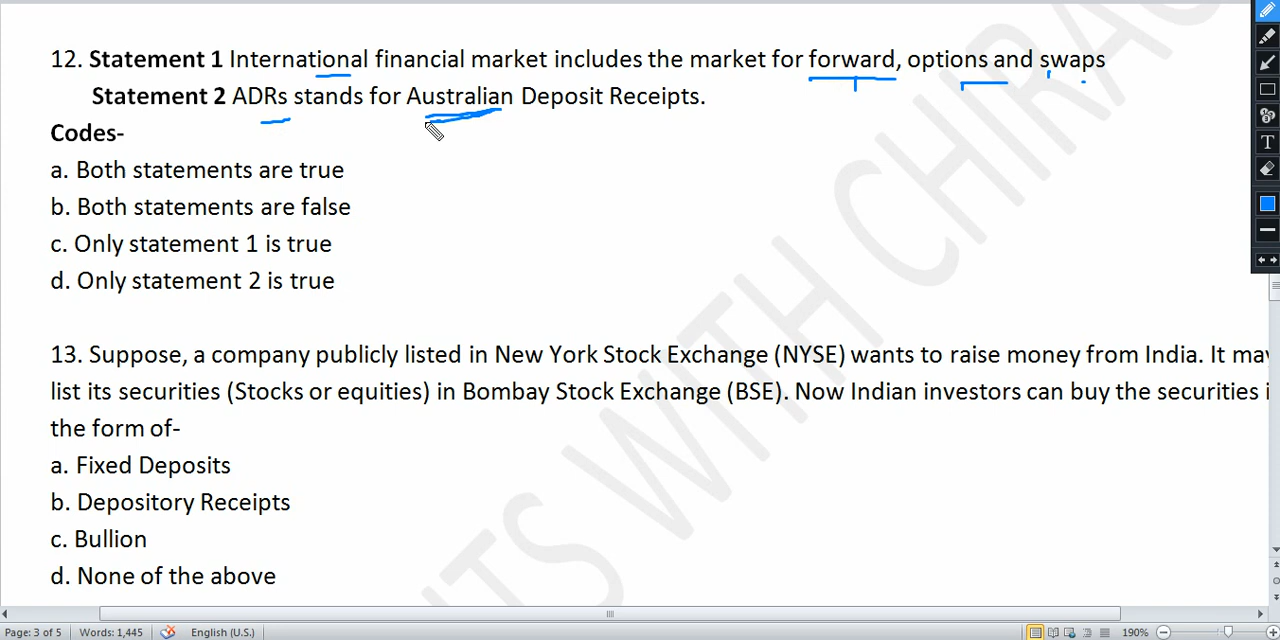 12. Statement 1 International financial market includes the market for forward, options and swaps
Statement 2 ADRs stands for Australian Deposit Receipts.
Codes-
a. Both statements are true
b. Both statements are false
c. Only statement 1 is true
d. Only statement 2 is true
13. Suppose, a company publicly listed in New York Stock Exchange (NYSE) wants to raise money from India. It may
list its securities (Stocks or equities) in Bombay Stock Exchange (BSE). Now Indian investors can buy the securities
the form of-
a. Fixed Deposits
b. Depository Receipts
c. Bullion
d. None of the above
TS WITH CHIRAG
Page: 3 of 5 Words: 1,445 English (U.S.) 190%